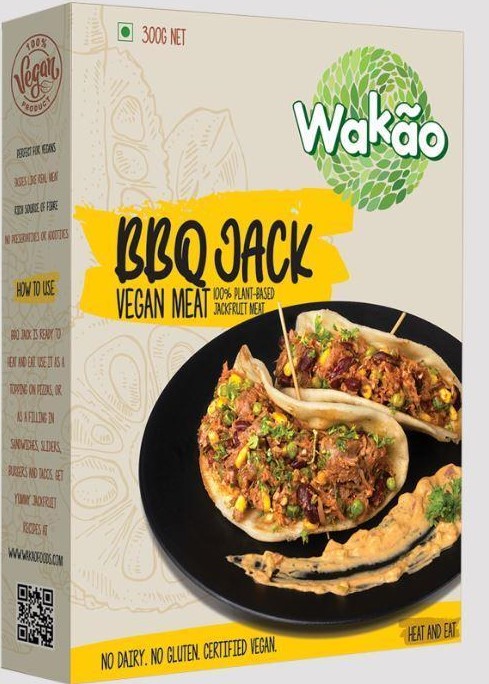 300G NET
Wakão
BBQ JACK
VEGAN MEAT
100% PLANT-BASED
JACKFRUIT MEAT
NO DAIRY. NO GLUTEN. CERTIFIED VEGAN.
HEAT AND EAT
100%
Vegan
PRODUCT
PERFECT FOR VEGANS
TASTES LIKE REAL MEAT
RICH SOURCE OF FIBRE
NO PRESERVATIVES OR ADDITIVES
HOW TO USE
BBQ JACK IS READY TO
HEAT AND EAT. USE IT AS A
TOPPING ON PIZZAS, OR
AS A FILLING IN
SANDWICHES, SLIDERS,
BURGERS AND TACOS. GET
YUMMY JACKFRUIT
RECIPES AT
WWW.WAKAOFOODS.COM